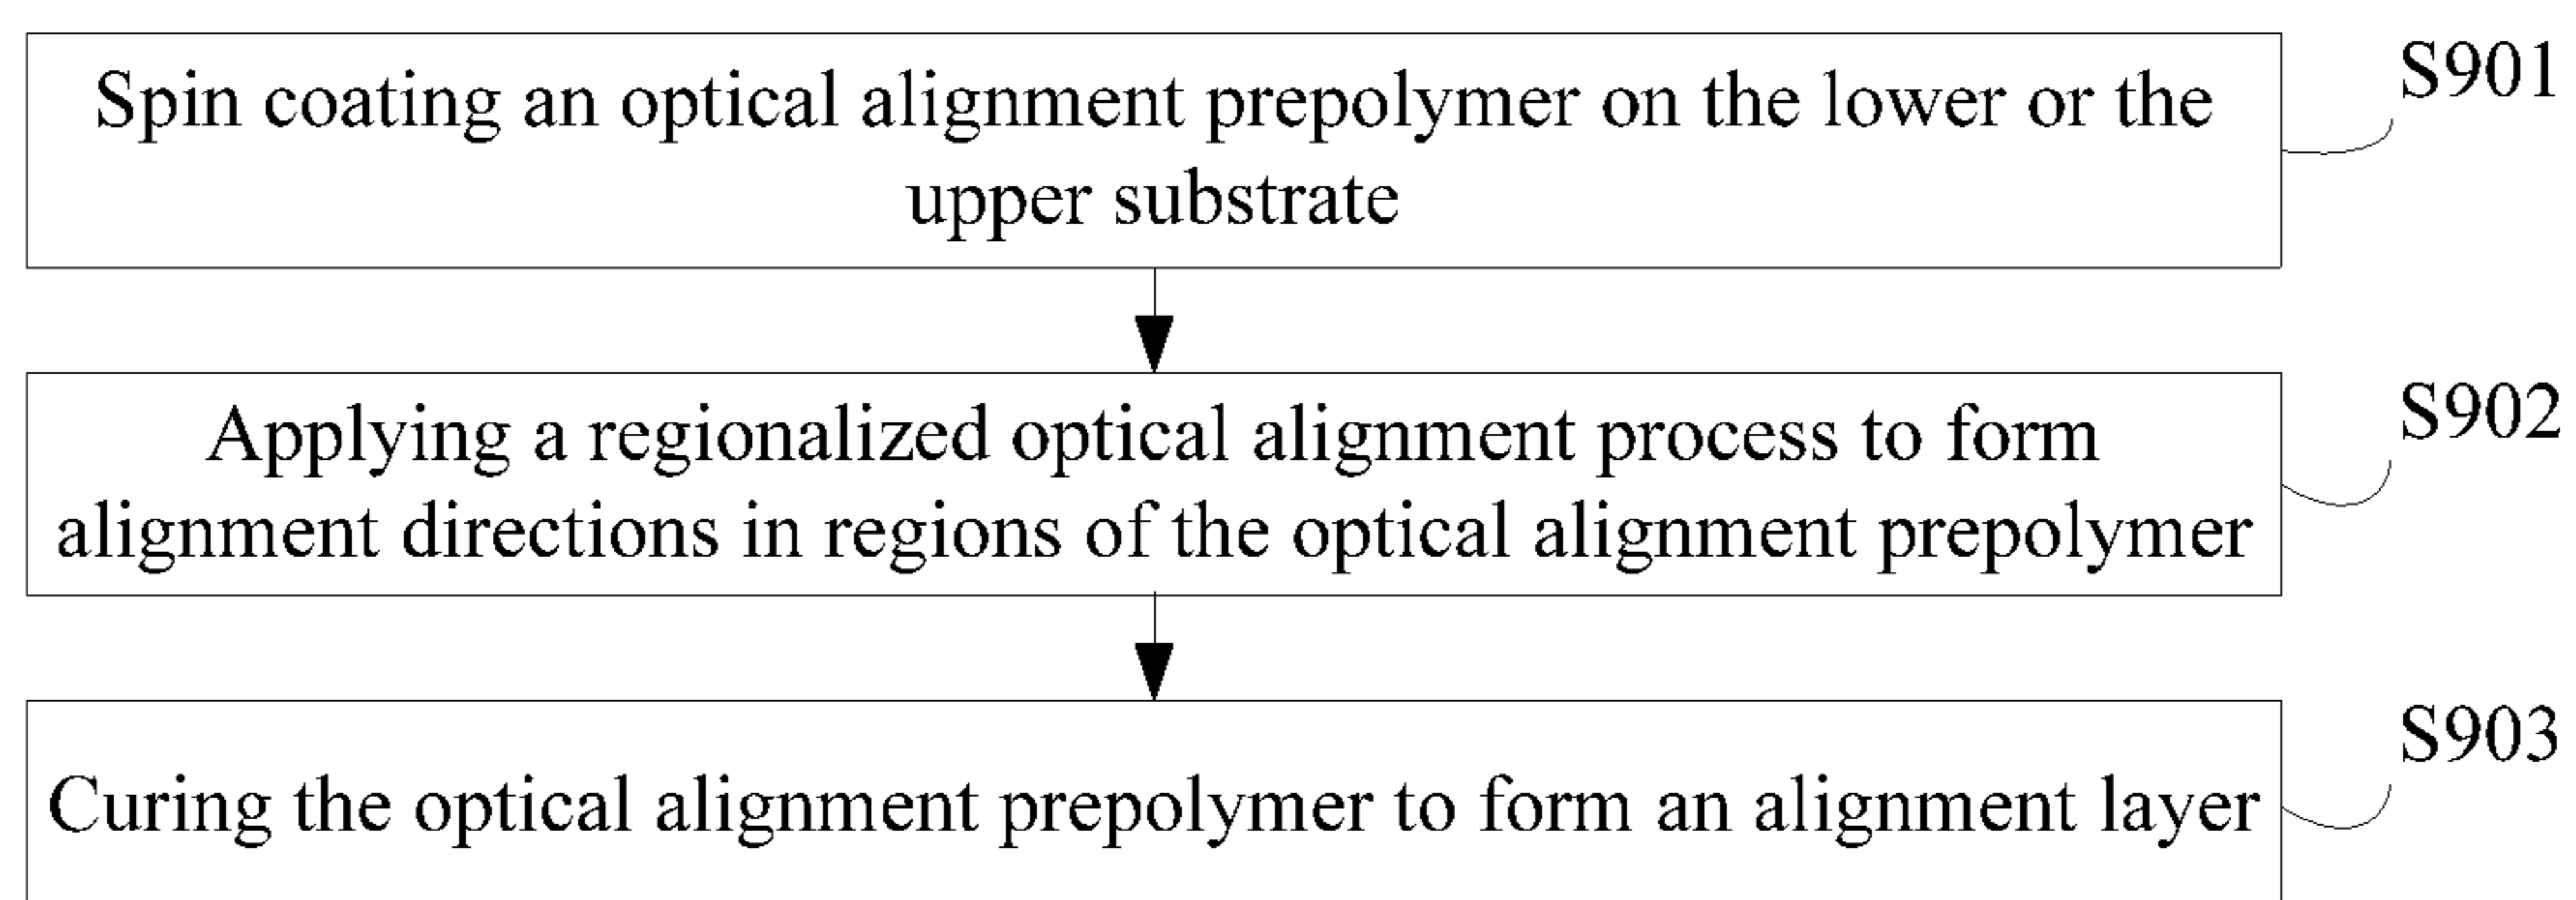 Spin coating an optical alignment prepolymer on the lower or the
upper substrate
S901
Applying a regionalized optical alignment process to form
alignment directions in regions of the optical alignment prepolymer
S902
Curing the optical alignment prepolymer to form an alignment layer
S903